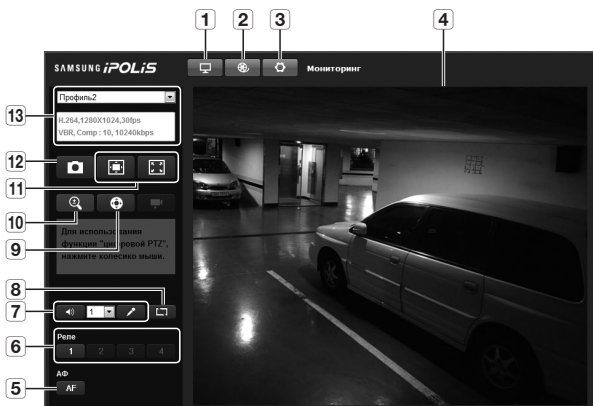 1
2
3
4
SAMSUNG iPOLiS
Мониторинг
13
Профиль2
H.264,1280X1024,30fps
VBR, Comp : 10, 10240kbps
12
11
10
9
Для использования
функции "цифровой PTZ",
нажмите колесико мыши.
8
7
1
6
Реле
1 2 3 4
АФ
5
AF